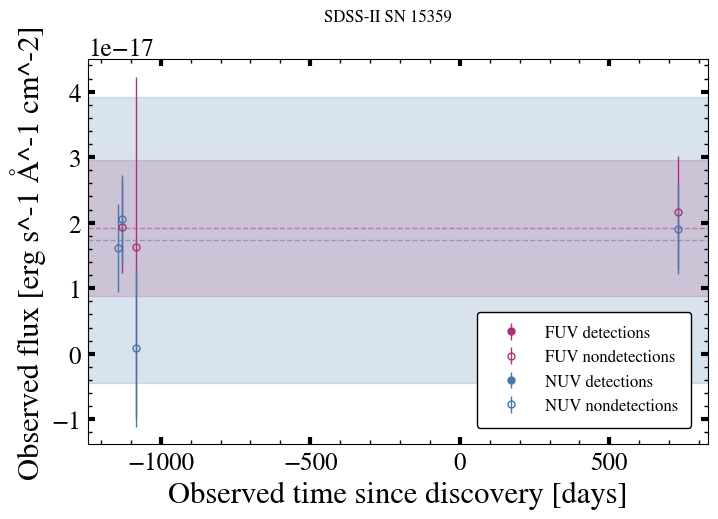 SDSS-II SN 15359
1e−17
Observed flux [erg s^-1 Å^-1 cm^-2]
4
3
2
1
0
−1
FUV detections
FUV nondetections
NUV detections
NUV nondetections
−1000
−500
0
500
Observed time since discovery [days]